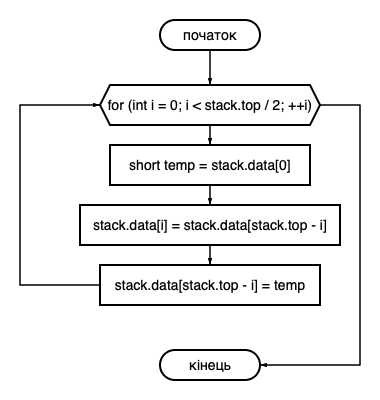 початок
for (int i = 0; i < stack.top / 2; ++i)
short temp = stack.data[0]
stack.data[i] = stack.data[stack.top - i]
stack.data[stack.top - i] = temp
кінець